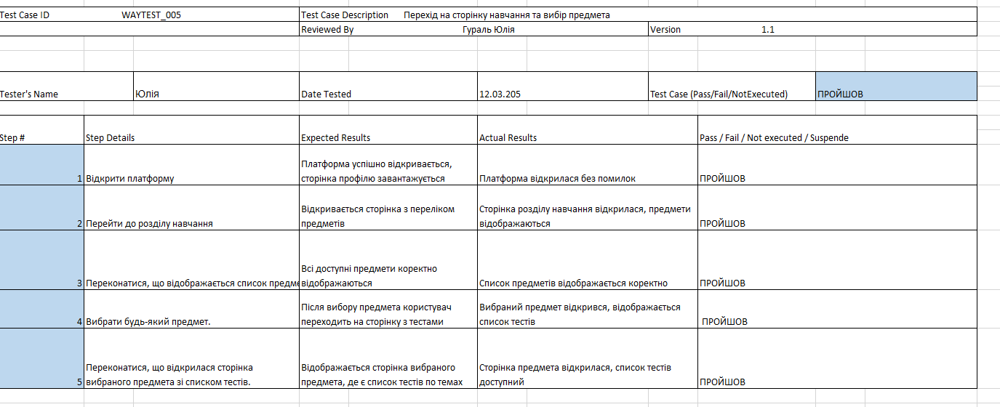 Test Case ID WAYTEST_005 Test Case Description Перехід на сторінку навчання та вибір предмета
Reviewed By Гураль Юлія Version 1.1
Tester's Name Юлія Date Tested 12.03.205 Test Case (Pass/Fail/NotExecuted) ПРОЙШОВ
Step # Step Details Expected Results Actual Results Pass / Fail / Not executed / Suspende
1 Відкрити платформу
Платформа успішно відкривається,
сторінка профілю завантажується
Платформа відкрилася без помилок
ПРОЙШОВ
2 Перейти до розділу навчання
Відкривається сторінка з переліком
предметів
Сторінка розділу навчання відкрилася, предмети
відображаються
ПРОЙШОВ
3 Переконатися, що відображається список предме
Всі доступні предмети коректно
відображаються
Список предметів відображається коректно
ПРОЙШОВ
4 Вибрати будь-який предмет.
Після вибору предмета користувач
переходить на сторінку з тестами
Вибраний предмет відкрився, відображається
список тестів
ПРОЙШОВ
5 Переконатися, що відкрилася сторінка
вибраного предмета зі списком тестів.
Відображається сторінка вибраного
предмета, де є список тестів по темах
Сторінка предмета відкрилася, список тестів
доступний
ПРОЙШОВ